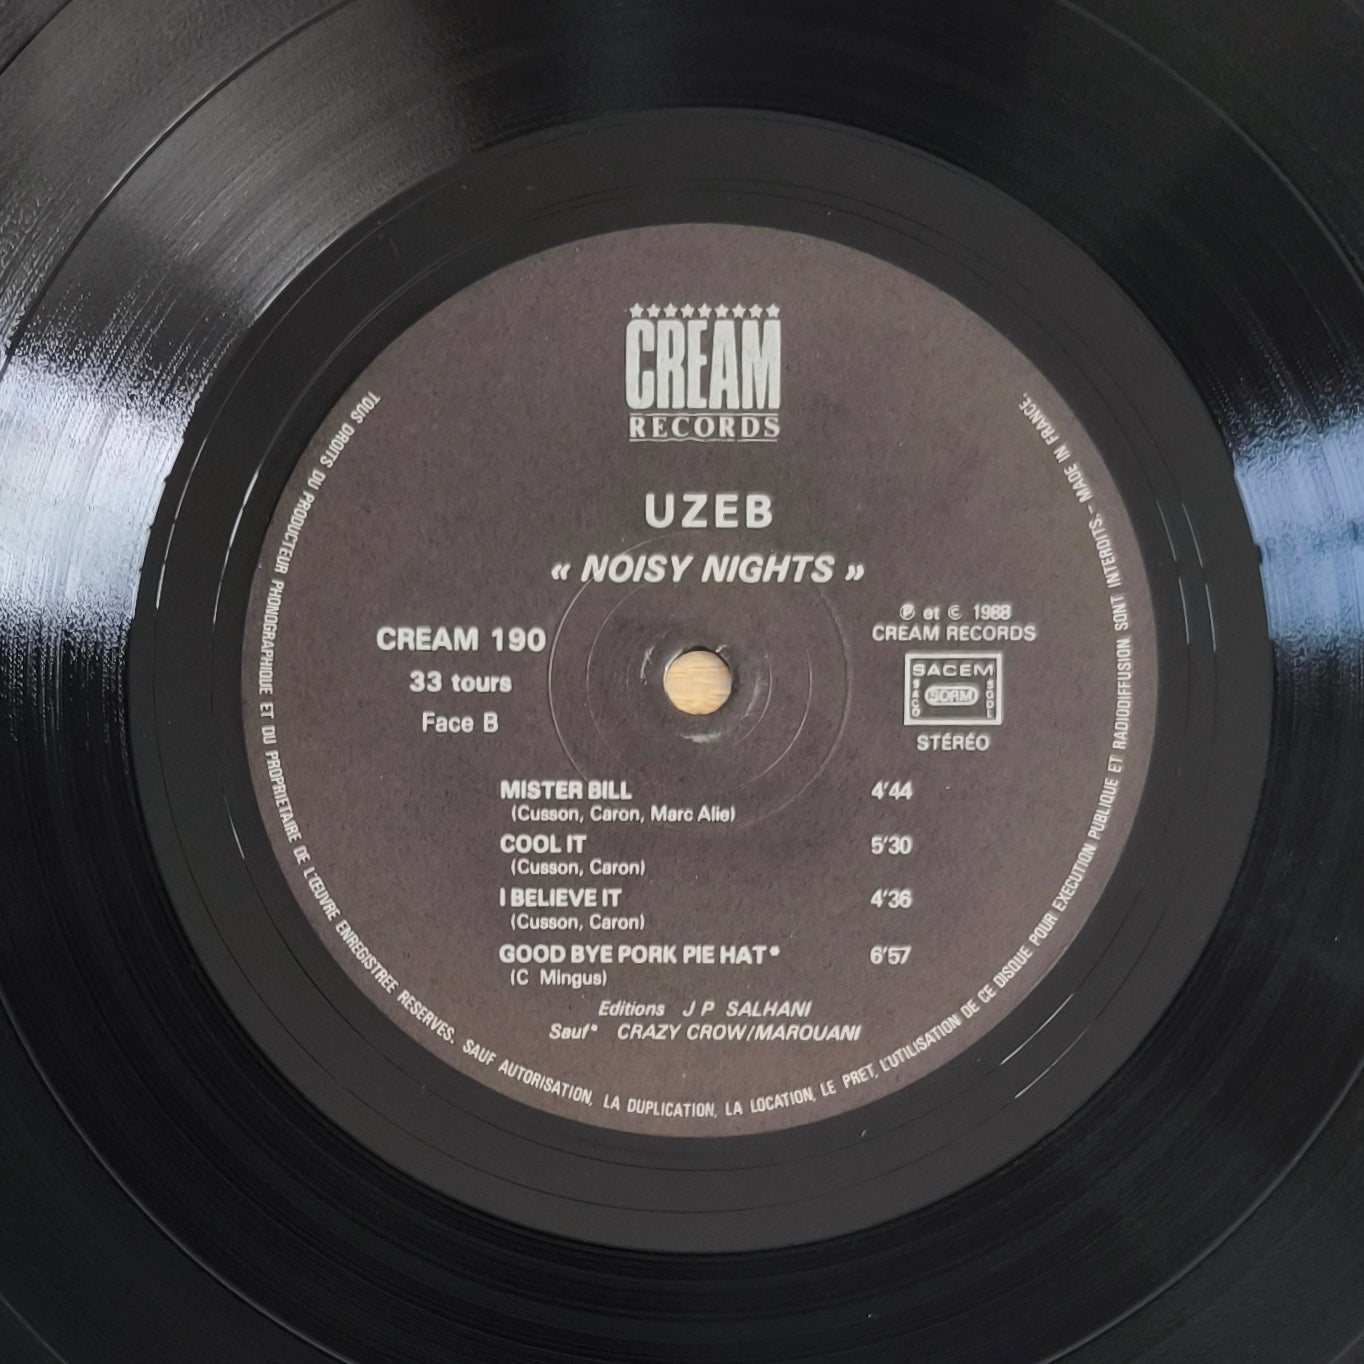 CREAM
RECORDS
UZEB
« NOISY NIGHTS »
CREAM 190
33 tours
Face B
℗ et © 1988
CREAM RECORDS
SACEM
SACD
SDRM
SGDL
STÉRÉO
MISTER BILL 4'44
(Cusson, Caron, Marc Alie)
COOL IT 5'30
(Cusson, Caron)
I BELIEVE IT 4'36
(Cusson, Caron)
GOOD BYE PORK PIE HAT* 6'57
(C Mingus)
Editions J P SALHANI
Sauf* CRAZY CROW/MAROUANI
TOUS DROITS DU PRODUCTEUR PHONOGRAPHIQUE ET DU PROPRIETAIRE DE L'ŒUVRE ENREGISTREE RESERVES. SAUF AUTORISATION, LA DUPLICATION, LA LOCATION, LE PRET, L'UTILISATION DE CE DISQUE POUR EXECUTION PUBLIQUE ET RADIODIFFUSION SONT INTERDITS. - MADE IN FRANCE.